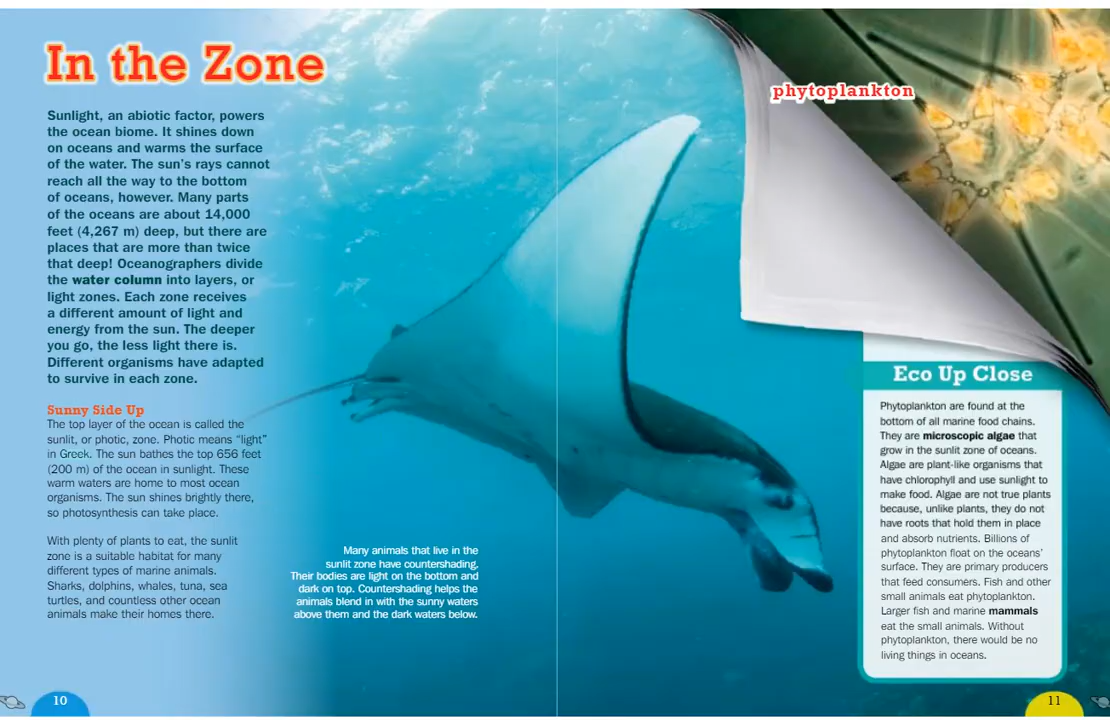 In the Zone
Sunlight, an abiotic factor, powers
the ocean biome. It shines down
on oceans and warms the surface
of the water. The sun's rays cannot
reach all the way to the bottom
of oceans, however. Many parts
of the oceans are about 14,000
feet (4,267 m) deep, but there are
places that are more than twice
that deep! Oceanographers divide
the water column into layers, or
light zones. Each zone receives
a different amount of light and
energy from the sun. The deeper
you go, the less light there is.
Different organisms have adapted
to survive in each zone.
Sunny Side Up
The top layer of the ocean is called the
sunlit, or photic, zone. Photic means “light”
in Greek. The sun bathes the top 656 feet
(200 m) of the ocean in sunlight. These
warm waters are home to most ocean
organisms. The sun shines brightly there,
so photosynthesis can take place.
With plenty of plants to eat, the sunlit
zone is a suitable habitat for many
different types of marine animals.
Sharks, dolphins, whales, tuna, sea
turtles, and countless other ocean
animals make their homes there.
Many animals that live in the
sunlit zone have countershading.
Their bodies are light on the bottom and
dark on top. Countershading helps the
animals blend in with the sunny waters
above them and the dark waters below.
10
phytoplankton
Eco Up Close
Phytoplankton are found at the
bottom of all marine food chains.
They are microscopic algae that
grow in the sunlit zone of oceans.
Algae are plant-like organisms that
have chlorophyll and use sunlight to
make food. Algae are not true plants
because, unlike plants, they do not
have roots that hold them in place
and absorb nutrients. Billions of
phytoplankton float on the oceans'
surface. They are primary producers
that feed consumers. Fish and other
small animals eat phytoplankton.
Larger fish and marine mammals
eat the small animals. Without
phytoplankton, there would be no
living things in oceans.
11